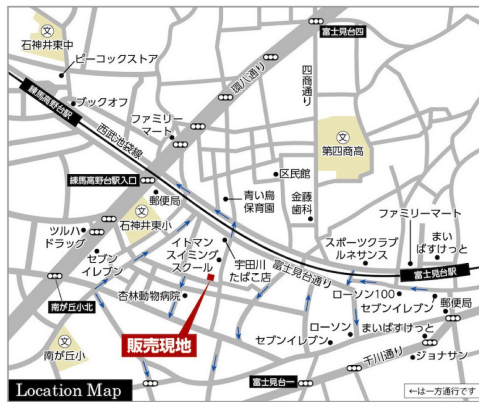 富士見台四
文
石神井東中
ピーコックストア
環八通り
四商通り
練馬高野台駅
ブックオフ
ファミリー
マート
西武池袋線
文
第四商高
区民館
練馬高野台駅入口
郵便局
青い鳥
保育園
金藤
歯科
文
石神井東小
ツルハ
ドラッグ
セブン
イレブン
イトマン
スイミング
スクール
宇田川
たばこ店
富士見台通り
スポーツクラブ
ルネサンス
ファミリーマート
まい
ばすけっと
富士見台駅
南が丘小北
杏林動物病院
ローソン100
セブンイレブン
郵便局
文
南が丘小
販売現地
ローソン
セブンイレブン
まいばすけっと
千川通り
ジョナサン
富士見台一
Location Map
←は一方通行です